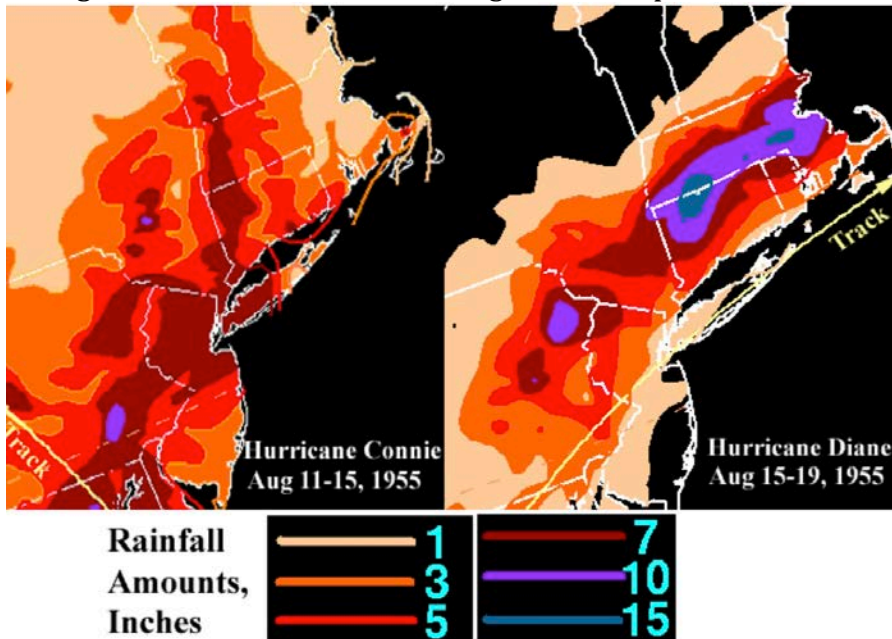 Track
Hurricane Connie
Aug 11-15, 1955
Track
Hurricane Diane
Aug 15-19, 1955
Rainfall
Amounts,
Inches
1
3
5
7
10
15